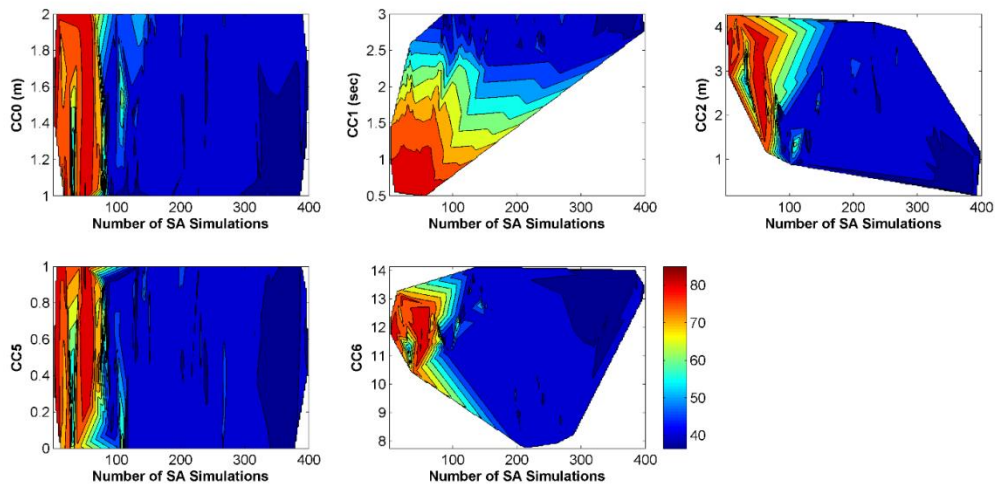 2
1.8
1.6
1.4
1.2
1
CC0 (m)
100 200 300 400
Number of SA Simulations
3
2.5
2
1.5
1
0.5
CC1 (sec)
100 200 300 400
Number of SA Simulations
4
3
2
1
CC2 (m)
100 200 300 400
Number of SA Simulations
1
0.8
0.6
0.4
0.2
0
CC5
100 200 300 400
Number of SA Simulations
14
13
12
11
10
9
8
CC6
100 200 300 400
Number of SA Simulations
80
70
60
50
40